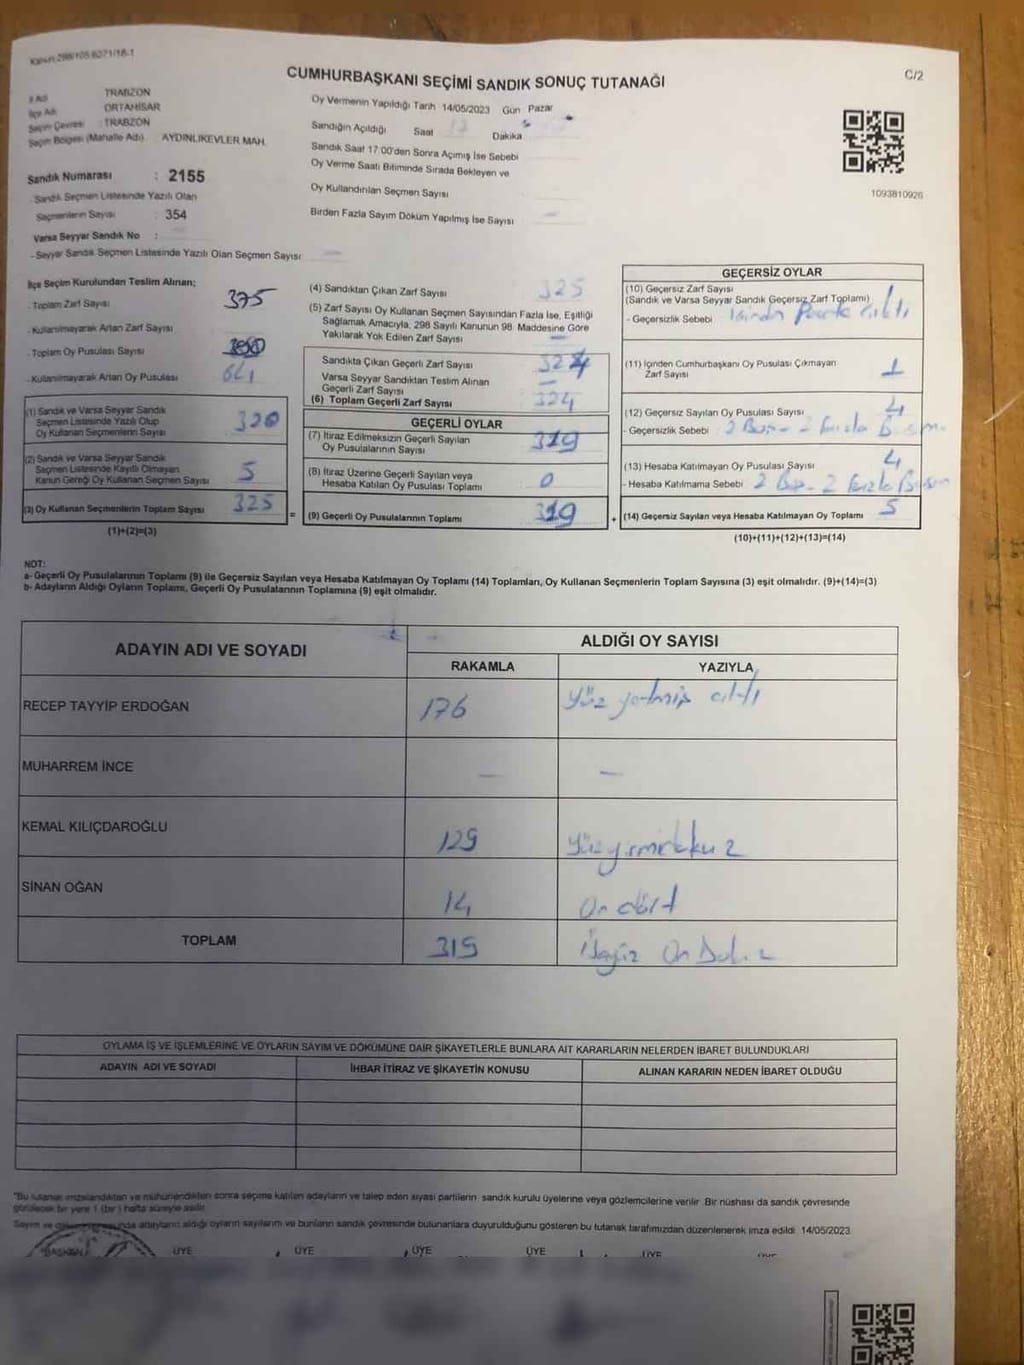 Kanun:298/105.6271/18-1
C/2
CUMHURBAŞKANI SEÇİMİ SANDIK SONUÇ TUTANAĞI
İl Adı TRABZON
İlçe Adı ORTAHİSAR
Seçim Çevresi : TRABZON
Seçim Bölgesi (Mahalle Adı) AYDINLIKEVLER MAH.
Sandık Numarası : 2155
Sandık Seçmen Listesinde Yazılı Olan
Seçmenlerin Sayısı : 354
Varsa Seyyar Sandık No :
- Seyyar Sandık Seçmen Listesinde Yazılı Olan Seçmen Sayısı
Oy Vermenin Yapıldığı Tarih 14/05/2023 Gün Pazar
Sandığın Açıldığı Saat 17 Dakika
Sandık Saat 17:00'den Sonra Açımış İse Sebebi
Oy Verme Saati Bitiminde Sırada Bekleyen ve
Oy Kullandırılan Seçmen Sayısı
Birden Fazla Sayım Döküm Yapılmış İse Sayısı
1093810926
İlçe Seçim Kurulundan Teslim Alınan;
- Toplam Zarf Sayısı 375
- Kullanılmayarak Artan Zarf Sayısı
- Toplam Oy Pusulası Sayısı
- Kullanılmayarak Artan Oy Pusulası
(1) Sandık ve Varsa Seyyar Sandık
Seçmen Listesinde Yazılı Olup
Oy Kullanan Seçmenlerin Sayısı 320
(2) Sandık ve Varsa Seyyar Sandık
Seçmen Listesinde Kayıtlı Olmayan
Kanun Gereği Oy Kullanan Seçmen Sayısı 5
(3) Oy Kullanan Seçmenlerin Toplam Sayısı 325
(1)+(2)=(3)
=
(4) Sandıktan Çıkan Zarf Sayısı 325
(5) Zarf Sayısı Oy Kullanan Seçmen Sayısından Fazla İse, Eşitliği
Sağlamak Amacıyla, 298 Sayılı Kanunun 98. Maddesine Göre
Yakılarak Yok Edilen Zarf Sayısı –
Sandıkta Çıkan Geçerli Zarf Sayısı 324
Varsa Seyyar Sandıktan Teslim Alınan
Geçerli Zarf Sayısı –
(6) Toplam Geçerli Zarf Sayısı 324
GEÇERLİ OYLAR
(7) İtiraz Edilmeksizin Geçerli Sayılan
Oy Pusulalarının Sayısı 319
(8) İtiraz Üzerine Geçerli Sayılan veya
Hesaba Katılan Oy Pusulası Toplamı 0
(9) Geçerli Oy Pusulalarının Toplamı 319
+
GEÇERSİZ OYLAR
(10) Geçersiz Zarf Sayısı
(Sandık ve Varsa Seyyar Sandık Geçersiz Zarf Toplamı) 1
- Geçersizlik Sebebi
(11) İçinden Cumhurbaşkanı Oy Pusulası Çıkmayan
Zarf Sayısı 1
(12) Geçersiz Sayılan Oy Pusulası Sayısı 4
- Geçersizlik Sebebi 2 Boş - 2 Fazla
(13) Hesaba Katılmayan Oy Pusulası Sayısı 4
- Hesaba Katılmama Sebebi 2 Boş - 2 Fazla
(14) Geçersiz Sayılan veya Hesaba Katılmayan Oy Toplamı 5
(10)+(11)+(12)+(13)=(14)
NOT:
a- Geçerli Oy Pusulalarının Toplamı (9) ile Geçersiz Sayılan veya Hesaba Katılmayan Oy Toplamı (14) Toplamları, Oy Kullanan Seçmenlerin Toplam Sayısına (3) eşit olmalıdır. (9)+(14)=(3)
b- Adayların Aldığı Oyların Toplamı, Geçerli Oy Pusulalarının Toplamına (9) eşit olmalıdır.
ADAYIN ADI VE SOYADI
ALDIĞI OY SAYISI
RAKAMLA YAZIYLA
RECEP TAYYİP ERDOĞAN 176 Yüz yetmiş altı
MUHARREM İNCE – –
KEMAL KILIÇDAROĞLU 129 Yüzyirmidokuz
SİNAN OĞAN 14 On dört
TOPLAM 319
OYLAMA İŞ VE İŞLEMLERİNE VE OYLARIN SAYIM VE DÖKÜMÜNE DAİR ŞİKAYETLERLE BUNLARA AİT KARARLARIN NELERDEN İBARET BULUNDUKLARI
ADAYIN ADI VE SOYADI İHBAR İTİRAZ VE ŞİKAYETİN KONUSU ALINAN KARARIN NEDEN İBARET OLDUĞU
"Bu tutanak imzalandıktan ve mühürlendikten sonra seçime katılan adayların ve talep eden siyasi partilerin, sandık kurulu üyelerine veya gözlemcilerine verilir. Bir nüshası da sandık çevresinde
görülecek bir yere 1 (bir) hafta süreyle asılır.
Sayım ve adayların aldığı oyların sayılarını ve bunların sandık çevresinde bulunanlara duyurulduğunu gösteren bu tutanak tarafımızdan düzenlenerek imza edildi. 14/05/2023
BAŞKAN ÜYE ÜYE ÜYE ÜYE ÜYE